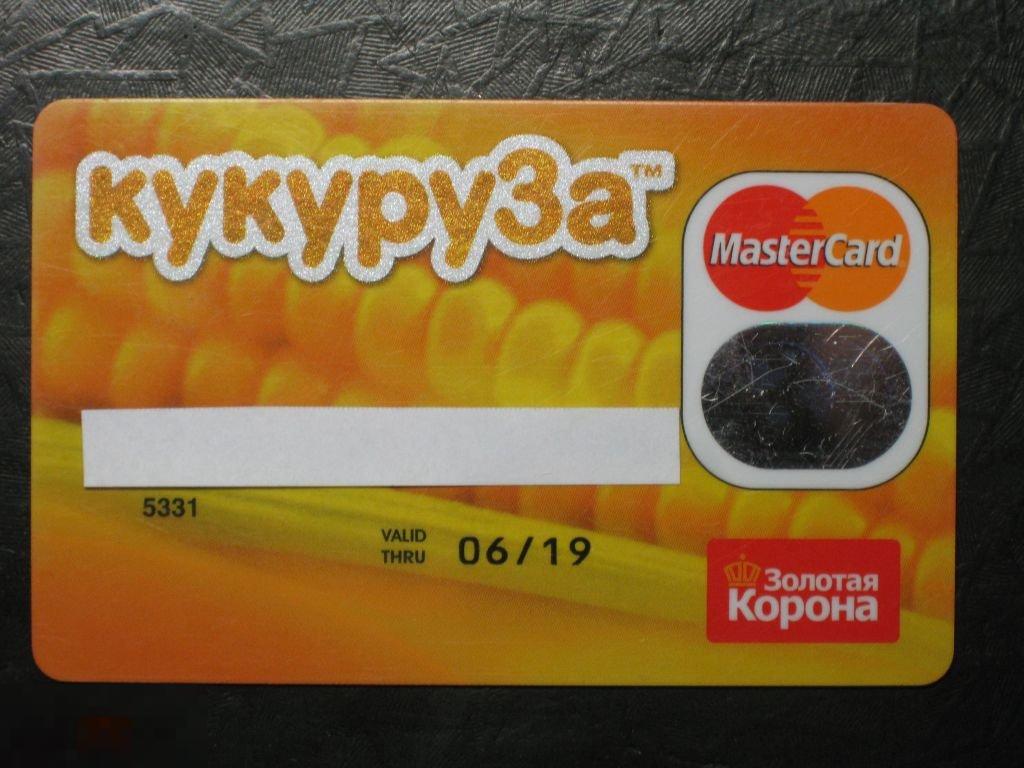 кукуруза™
MasterCard
5331
VALID
THRU 06/19
Золотая
Корона